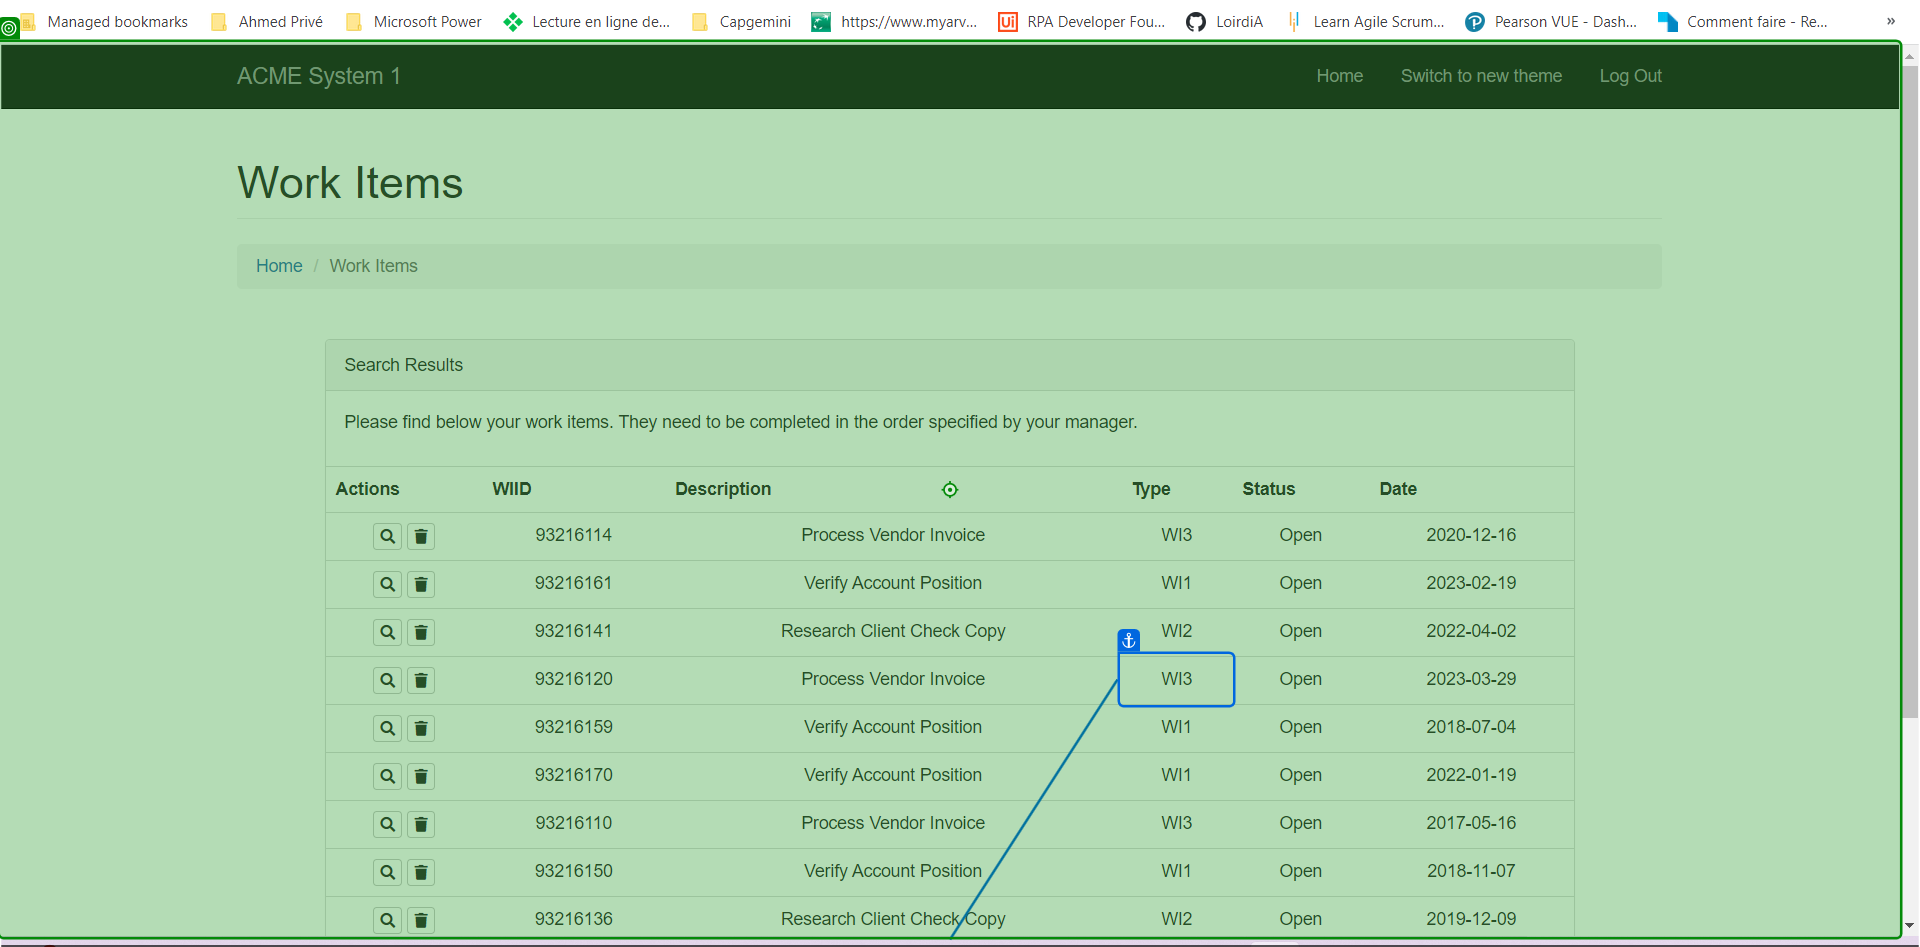 Managed bookmarks Ahmed Privé Microsoft Power Lecture en ligne de... Capgemini https://www.myarv... Ui RPA Developer Fou... LoirdiA Learn Agile Scrum... Pearson VUE - Dash... Comment faire - Re... »
ACME System 1 Home Switch to new theme Log Out
Work Items
Home / Work Items
Search Results
Please find below your work items. They need to be completed in the order specified by your manager.
Actions WIID Description Type Status Date
93216114 Process Vendor Invoice WI3 Open 2020-12-16
93216161 Verify Account Position WI1 Open 2023-02-19
93216141 Research Client Check Copy WI2 Open 2022-04-02
93216120 Process Vendor Invoice WI3 Open 2023-03-29
93216159 Verify Account Position WI1 Open 2018-07-04
93216170 Verify Account Position WI1 Open 2022-01-19
93216110 Process Vendor Invoice WI3 Open 2017-05-16
93216150 Verify Account Position WI1 Open 2018-11-07
93216136 Research Client Check Copy WI2 Open 2019-12-09